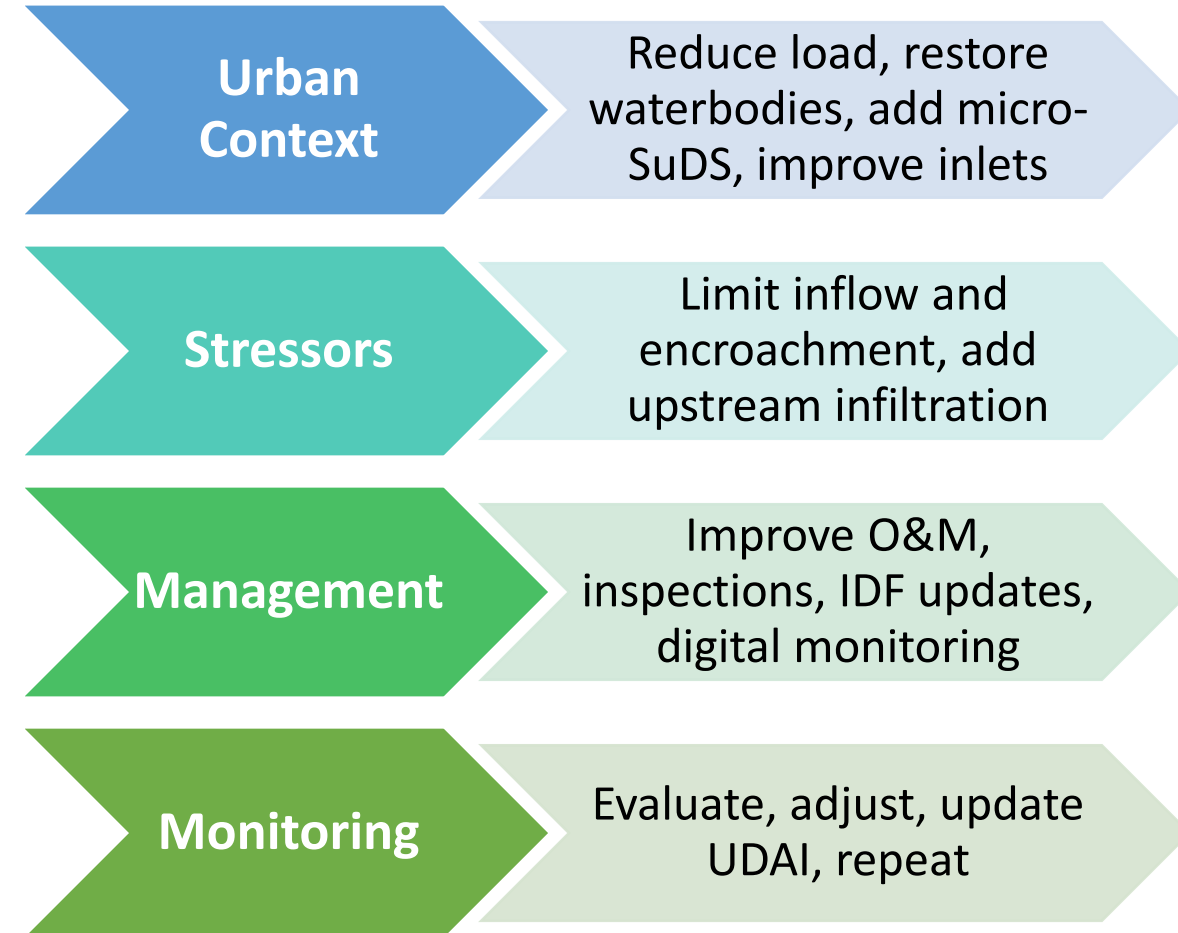 Urban
Context
Reduce load, restore
waterbodies, add micro-
SuDS, improve inlets
Stressors
Limit inflow and
encroachment, add
upstream infiltration
Management
Improve O&M,
inspections, IDF updates,
digital monitoring
Monitoring
Evaluate, adjust, update
UDAI, repeat